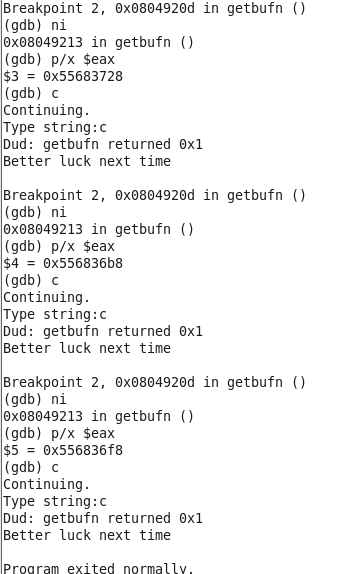 Breakpoint 2, 0x0804920d in getbufn ()
(gdb) ni
0x08049213 in getbufn ()
(gdb) p/x $eax
$3 = 0x55683728
(gdb) c
Continuing.
Type string:c
Dud: getbufn returned 0x1
Better luck next time

Breakpoint 2, 0x0804920d in getbufn ()
(gdb) ni
0x08049213 in getbufn ()
(gdb) p/x $eax
$4 = 0x556836b8
(gdb) c
Continuing.
Type string:c
Dud: getbufn returned 0x1
Better luck next time

Breakpoint 2, 0x0804920d in getbufn ()
(gdb) ni
0x08049213 in getbufn ()
(gdb) p/x $eax
$5 = 0x556836f8
(gdb) c
Continuing.
Type string:c
Dud: getbufn returned 0x1
Better luck next time

Program exited normally.